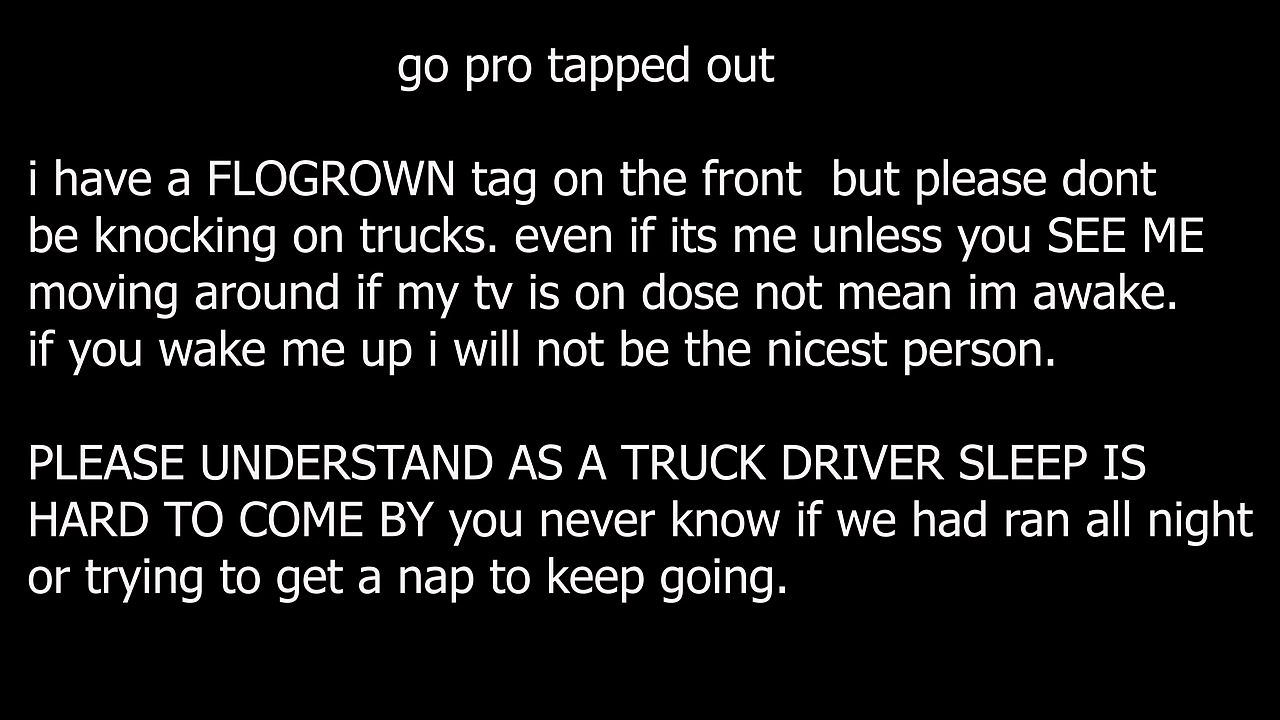 go pro tapped out
i have a FLOGROWN tag on the front  but please dont
be knocking on trucks. even if its me unless you SEE ME
moving around if my tv is on dose not mean im awake.
if you wake me up i will not be the nicest person.
PLEASE UNDERSTAND AS A TRUCK DRIVER SLEEP IS
HARD TO COME BY you never know if we had ran all night
or trying to get a nap to keep going.